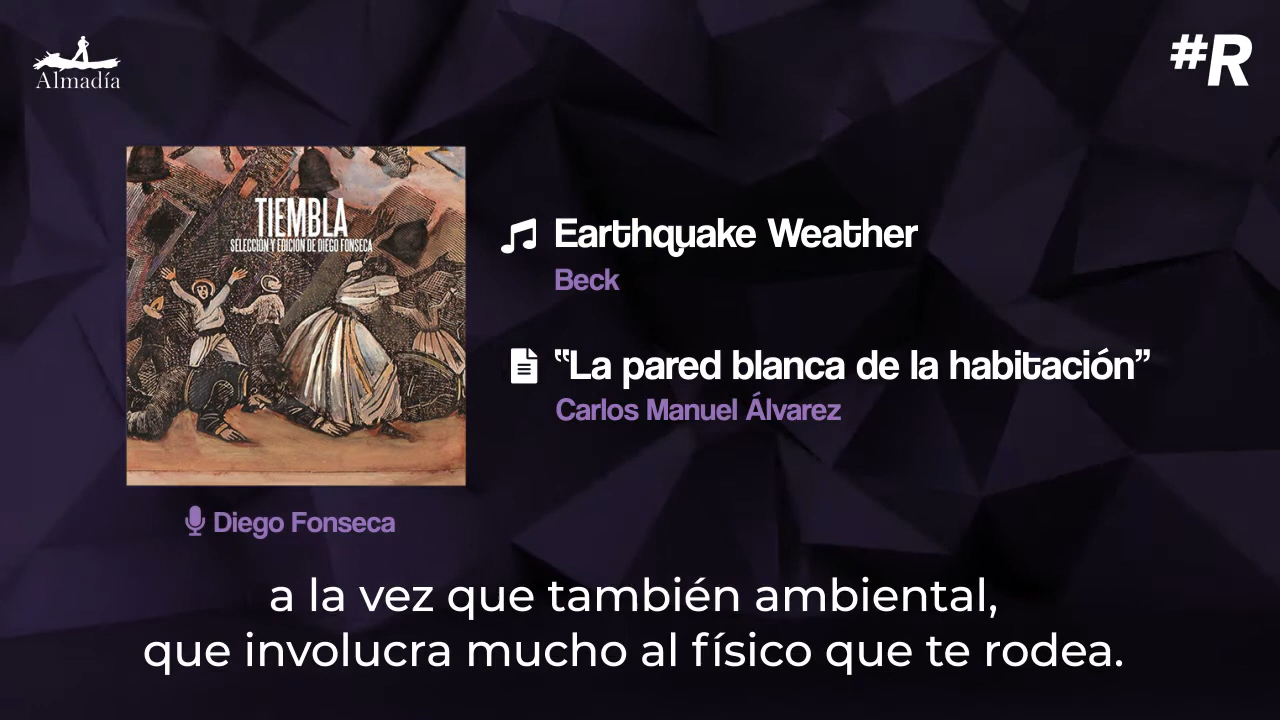 Almadía
#R
TIEMBLA
SELECCIÓN Y EDICIÓN DE DIEGO FONSECA
Earthquake Weather
Beck
“La pared blanca de la habitación”
Carlos Manuel Álvarez
Diego Fonseca
a la vez que también ambiental,
que involucra mucho al físico que te rodea.